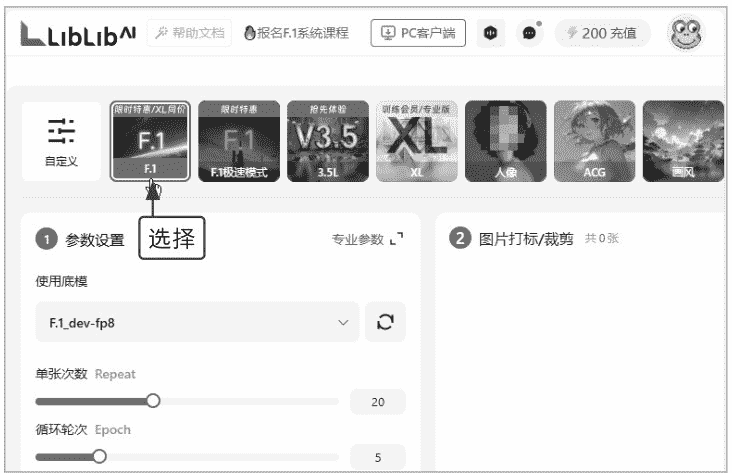 LIBLIBAI 帮助文档 报名F.1系统课程 PC客户端 200 充值
限时特惠/XL同价 限时特惠 抢先体验 训练会员/专业版
F.1 F.1 V3.5 XL
自定义 F.1 F.1极速模式 3.5L XL 人像 ACG 画风
选择
1 参数设置 专业参数
使用底模
F.1_dev-fp8
单张次数 Repeat
20
循环轮次 Epoch
5
2 图片打标/裁剪 共0张